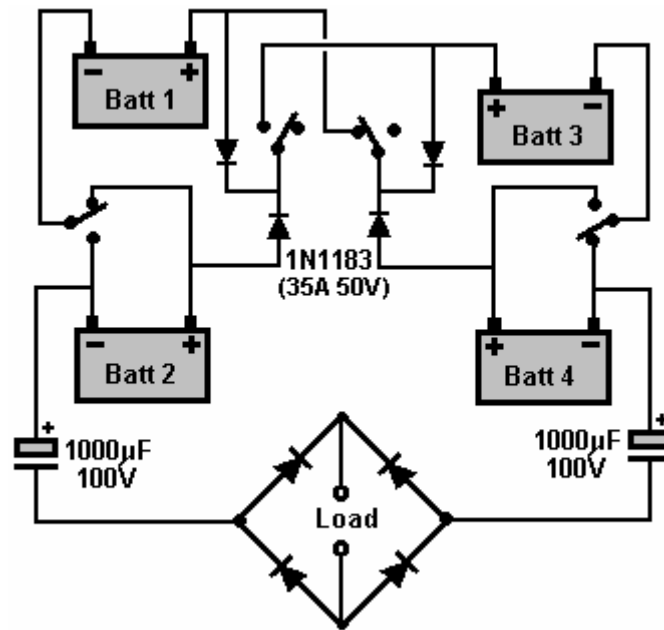 - +
Batt 1
+ -
Batt 3
1N1183
(35A 50V)
- +
Batt 2
+ -
Batt 4
+
1000µF
100V
+
1000µF
100V
Load